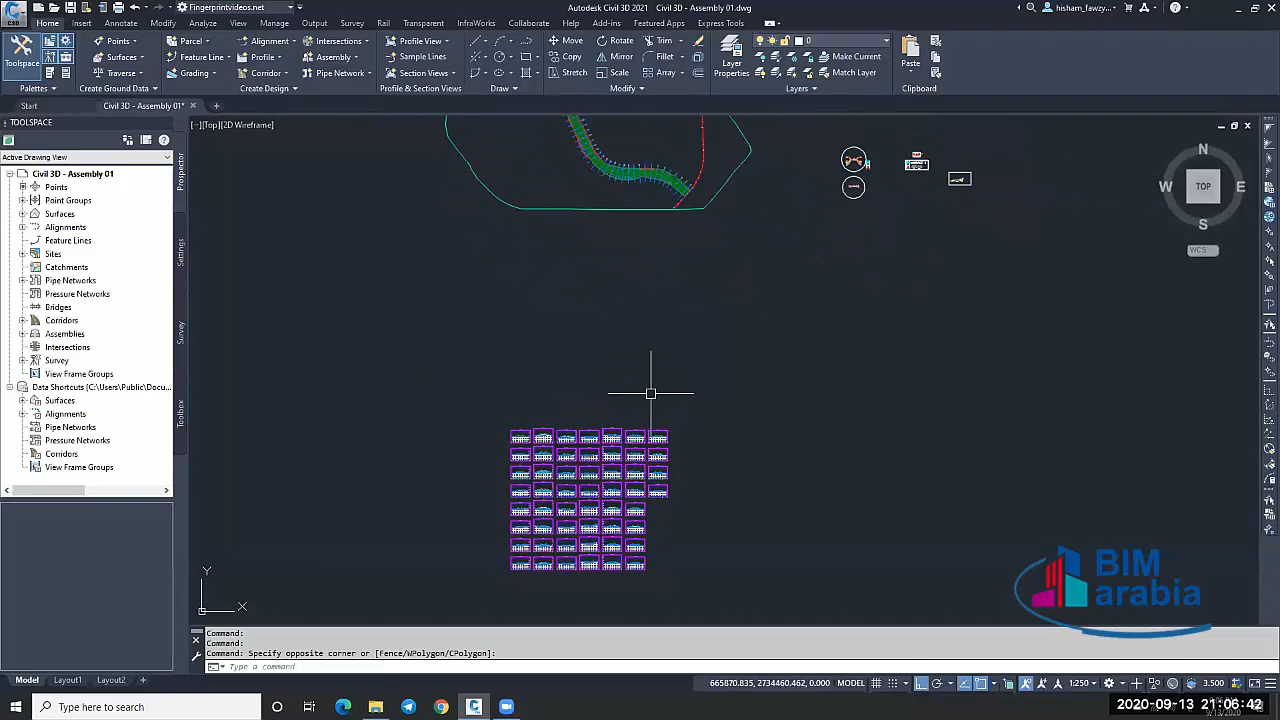 Fingerprintvideos.net
Autodesk Civil 3D 2021 Civil 3D - Assembly 01.dwg
hisham_fawzy...
C3D
Home Insert Annotate Modify Analyze View Manage Output Survey Rail Transparent InfraWorks Collaborate Help Add-ins Featured Apps Express Tools
Toolspace
Points
Surfaces
Traverse
Parcel
Feature Line
Grading
Alignment
Profile
Corridor
Intersections
Assembly
Pipe Network
Profile View
Sample Lines
Section Views
Move
Copy
Stretch
Rotate
Mirror
Scale
Trim
Fillet
Array
Layer
Properties
0
Make Current
Match Layer
Paste
Palettes Create Ground Data Create Design Profile & Section Views Draw Modify Layers Clipboard
Start Civil 3D - Assembly 01*
TOOLSPACE
Active Drawing View
Civil 3D - Assembly 01
Points
Point Groups
Surfaces
Alignments
Feature Lines
Sites
Catchments
Pipe Networks
Pressure Networks
Bridges
Corridors
Assemblies
Intersections
Survey
View Frame Groups
Data Shortcuts [C:\Users\Public\Docu...
Surfaces
Alignments
Pipe Networks
Pressure Networks
Corridors
View Frame Groups
Prospector
Settings
Survey
Toolbox
[−][Top][2D Wireframe]
N
W TOP E
S
WCS
Y
X
BIM
arabia
Command:
Command:
Command: Specify opposite corner or [Fence/WPolygon/CPolygon]:
Type a command
Model Layout1 Layout2
665870.835, 2734460.462, 0.000 MODEL 1:250 3.500
Type here to search
2020-09-13 21:06:42